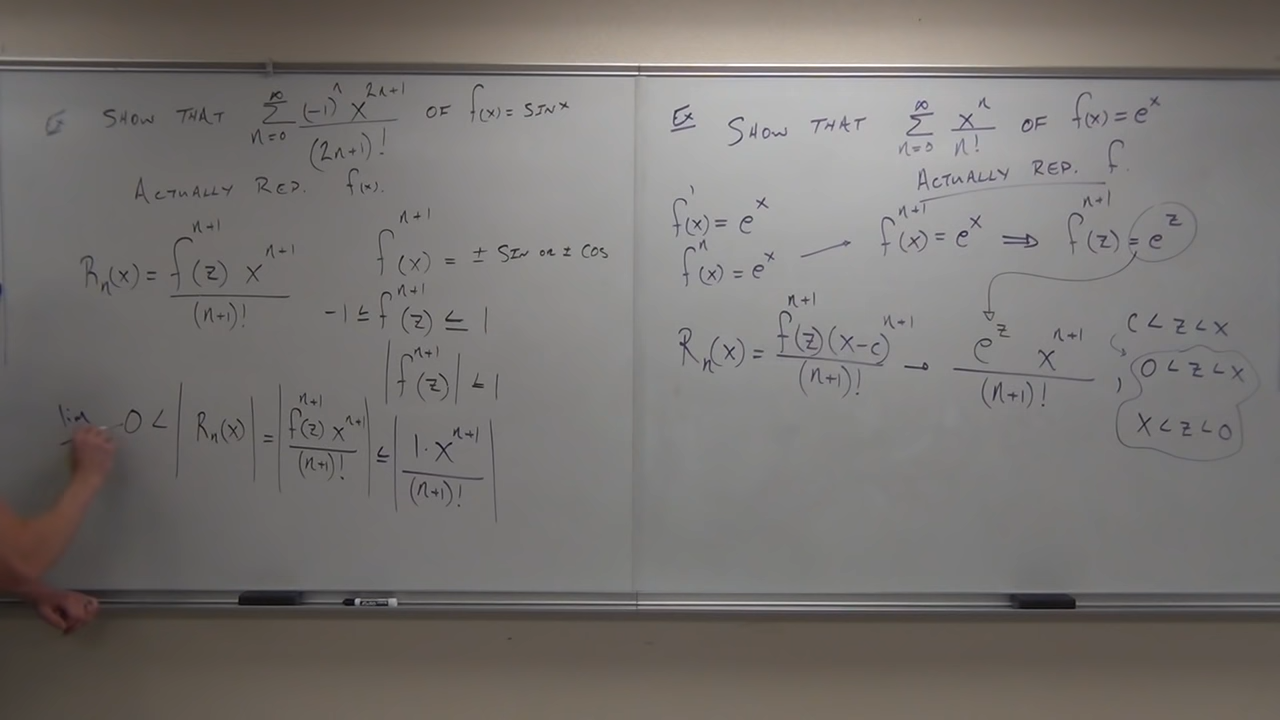 Ex SHOW THAT ∞ Σ n=0 (-1)^n x^(2n+1) / (2n+1)! OF f(x) = SIN x
ACTUALLY REP. f(x).
R_n(x) = f^(n+1)(z) x^(n+1) / (n+1)!
f^(n+1)(x) = ± SIN OR ± COS
-1 ≤ f^(n+1)(z) ≤ 1
|f^(n+1)(z)| ≤ 1
lim 0 < |R_n(x)| = |f^(n+1)(z) x^(n+1) / (n+1)!| ≤ |1·x^(n+1) / (n+1)!|
Ex SHOW THAT ∞ Σ n=0 x^n / n! OF f(x) = e^x
ACTUALLY REP. f.
f'(x) = e^x
f^n(x) = e^x → f^(n+1)(x) = e^x ⇒ f^(n+1)(z) = e^z
R_n(x) = f^(n+1)(z) (x-c)^(n+1) / (n+1)! → e^z x^(n+1) / (n+1)! ,
c < z < x
0 < z < x
x < z < 0